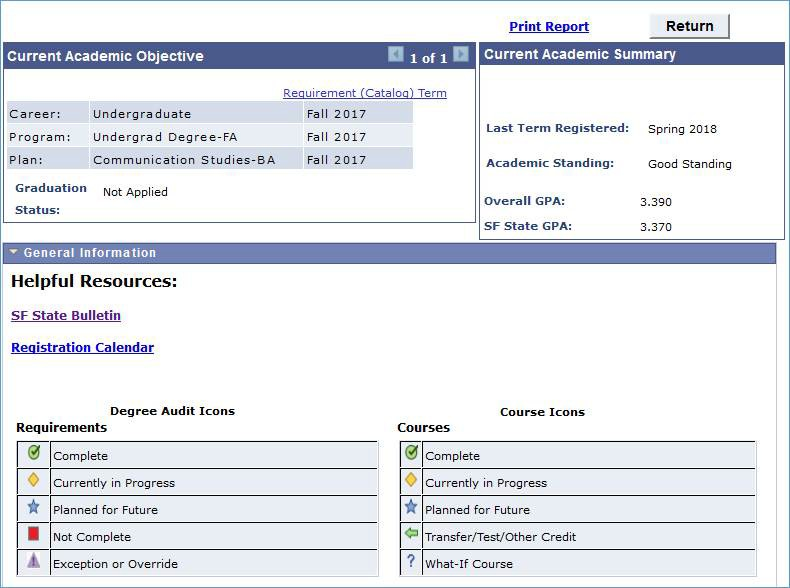 Print Report Return
Current Academic Objective 1 of 1
Requirement (Catalog) Term
Career: Undergraduate Fall 2017
Program: Undergrad Degree-FA Fall 2017
Plan: Communication Studies-BA Fall 2017
Graduation Status: Not Applied
Current Academic Summary
Last Term Registered: Spring 2018
Academic Standing: Good Standing
Overall GPA: 3.390
SF State GPA: 3.370
General Information
Helpful Resources:
SF State Bulletin
Registration Calendar
Degree Audit Icons
Requirements
Complete
Currently in Progress
Planned for Future
Not Complete
Exception or Override
Course Icons
Courses
Complete
Currently in Progress
Planned for Future
Transfer/Test/Other Credit
? What-If Course